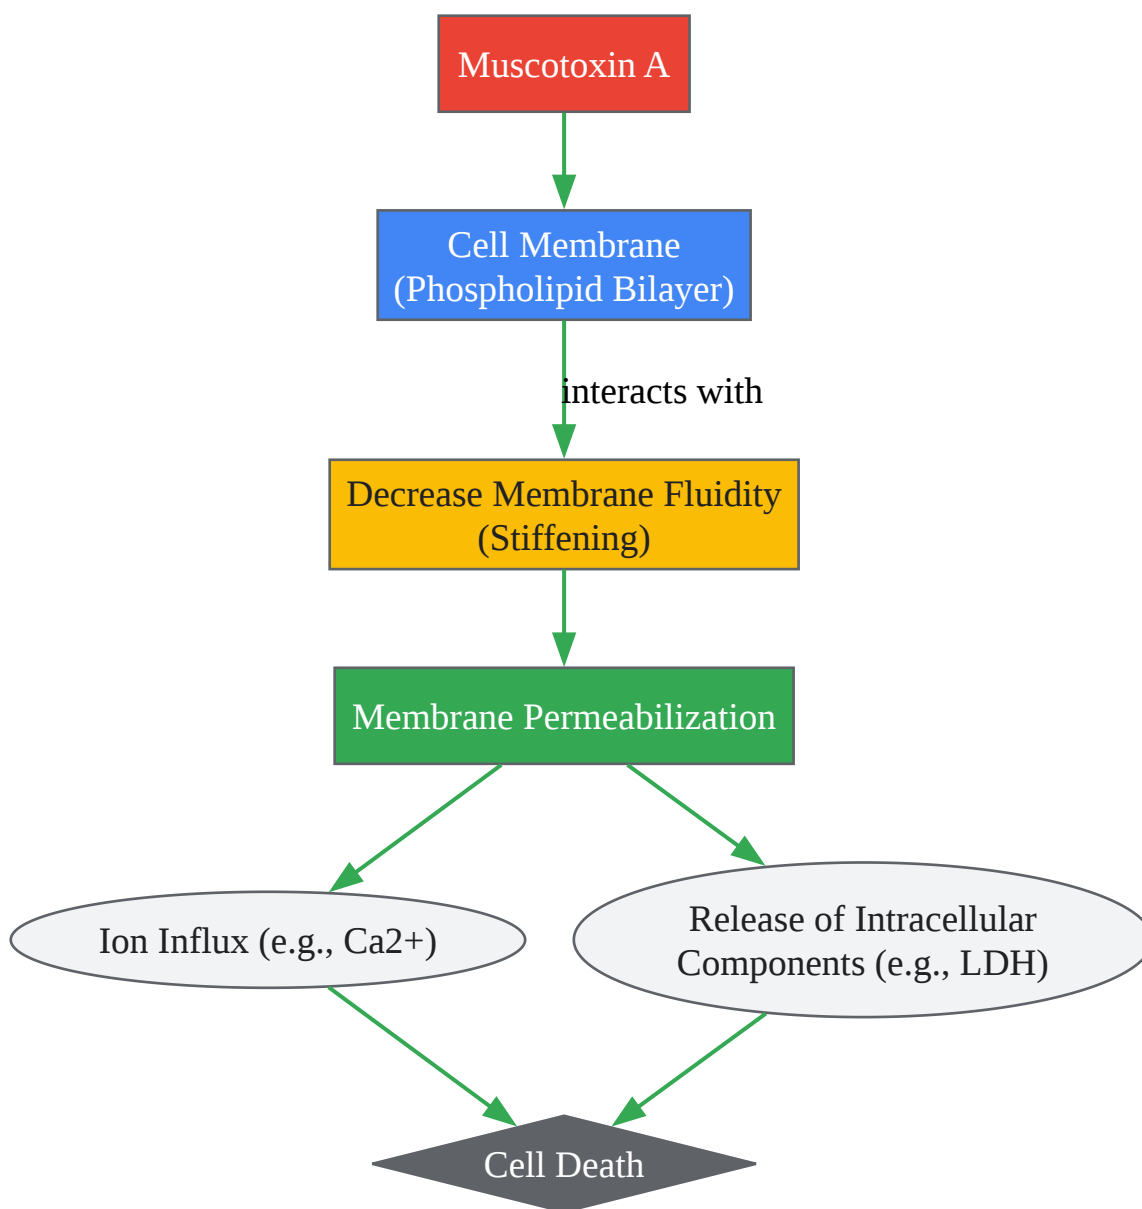 Muscotoxin A
Cell Membrane
(Phospholipid Bilayer)
interacts with
Decrease Membrane Fluidity
(Stiffening)
Membrane Permeabilization
Ion Influx (e.g., Ca2+)
Release of Intracellular
Components (e.g., LDH)
Cell Death